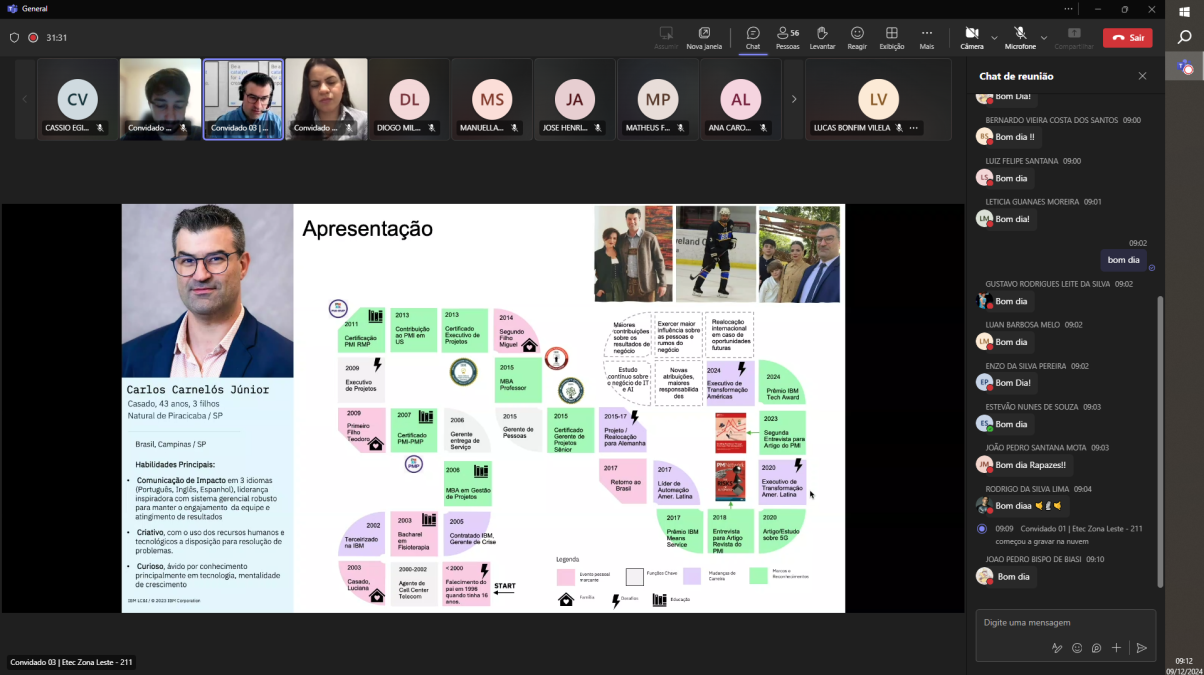 General
31:31
Assumir
Nova janela
Chat
56
Pessoas
Levantar
Reagir
Exibição
Mais
Câmera
Microfone
Compartilhar
Sair
CV
CASSIO EGI...
Convidado ...
Convidado 03 | ...
Convidado ...
DL
DIOGO MIL...
MS
MANUELLA...
JA
JOSE HENRI...
MP
MATHEUS F...
AL
ANA CARO...
LV
LUCAS BONFIM VILELA
Apresentação
Carlos Carnelós Júnior
Casado, 43 anos, 3 filhos
Natural de Piracicaba / SP
Brasil, Campinas / SP
Habilidades Principais:
• Comunicação de Impacto em 3 idiomas
(Português, Inglês, Espanhol), liderança
inspiradora com sistema gerencial robusto
para manter o engajamento da equipe e
atingimento de resultados
• Criativo, com o uso dos recursos humanos e
tecnológicos a disposição para resolução de
problemas.
• Curioso, ávido por conhecimento
principalmente em tecnologia, mentalidade
de crescimento
IBM LCBJ / © 2023 IBM Corporation
2011
Certificação
PMI RMP
2013
Contribuição
ao PMI em
US
2013
Certificado
Executivo de
Projetos
2014
Segundo
Filho
Miguel
Maiores
contribuições
sobre os
resultados de
negócio
Exercer maior
influência sobre
as pessoas e
rumos do
negócio
Realocação
internacional
em caso de
oportunidades
futuras
2009
Executivo
de Projetos
2015
MBA
Professor
Estudo
contínuo sobre
o negócio de IT
e AI
Novas
atribuições,
maiores
responsabilida
des
2024
Executivo de
Transformação
Américas
2024
Prêmio IBM
Tech Award
2009
Primeiro
Filho
Teodoro
2007
Certificado
PMI-PMP
2008
Gerente
entrega de
Serviço
2015
Gerente de
Pessoas
2015
Certificado
Gerente de
Projetos
Sênior
2015-17
Projeto /
Realocação
para Alemanha
2023
Segunda
Entrevista para
Artigo do PMI
PMP
2006
MBA em Gestão
de Projetos
2017
Retorno ao
Brasil
2017
Líder de
Automação
Amer. Latina
2020
Executivo de
Transformação
Amer. Latina
2002
Terceirizado
na IBM
2003
Bacharel
em
Fisioterapia
2005
Contratado IBM,
Gerente de Crise
2017
Prêmio IBM
Means
Service
2018
Entrevista
para Artigo
Revista do
PMI
2020
Artigo/Estudo
sobre 5G
2003
Casado,
Luciana
2000-2002
Agente de
Call Center
Telecom
< 2000
Falecimento do
pai em 1996
quando tinha 16
anos.
START
Legenda
Evento pessoal
marcante
Funções Chave
Mudanças de
Carreira
Marcos e
Reconhecimentos
Família
Desafios
Educação
Convidado 03 | Etec Zona Leste - 211
Chat de reunião
Bom Dia!
BERNARDO VIEIRA COSTA DOS SANTOS 09:00
BS
Bom dia !!
LUIZ FELIPE SANTANA 09:00
LS
Bom dia
LETICIA GUANAES MOREIRA 09:01
LM
Bom dia!
09:02
bom dia
GUSTAVO RODRIGUES LEITE DA SILVA 09:02
Bom dia
LUAN BARBOSA MELO 09:02
LM
Bom dia
ENZO DA SILVA PEREIRA 09:02
EP
Bom Dia!
ESTEVÃO NUNES DE SOUZA 09:03
ES
Bom dia
JOÃO PEDRO SANTANA MOTA 09:03
JM
Bom dia Rapazes!!
RODRIGO DA SILVA LIMA 09:04
Bom diaa
09:09 Convidado 01 | Etec Zona Leste - 211
começou a gravar na nuvem
JOAO PEDRO BISPO DE BIASI 09:10
Bom dia
Digite uma mensagem
09:12
09/12/2024